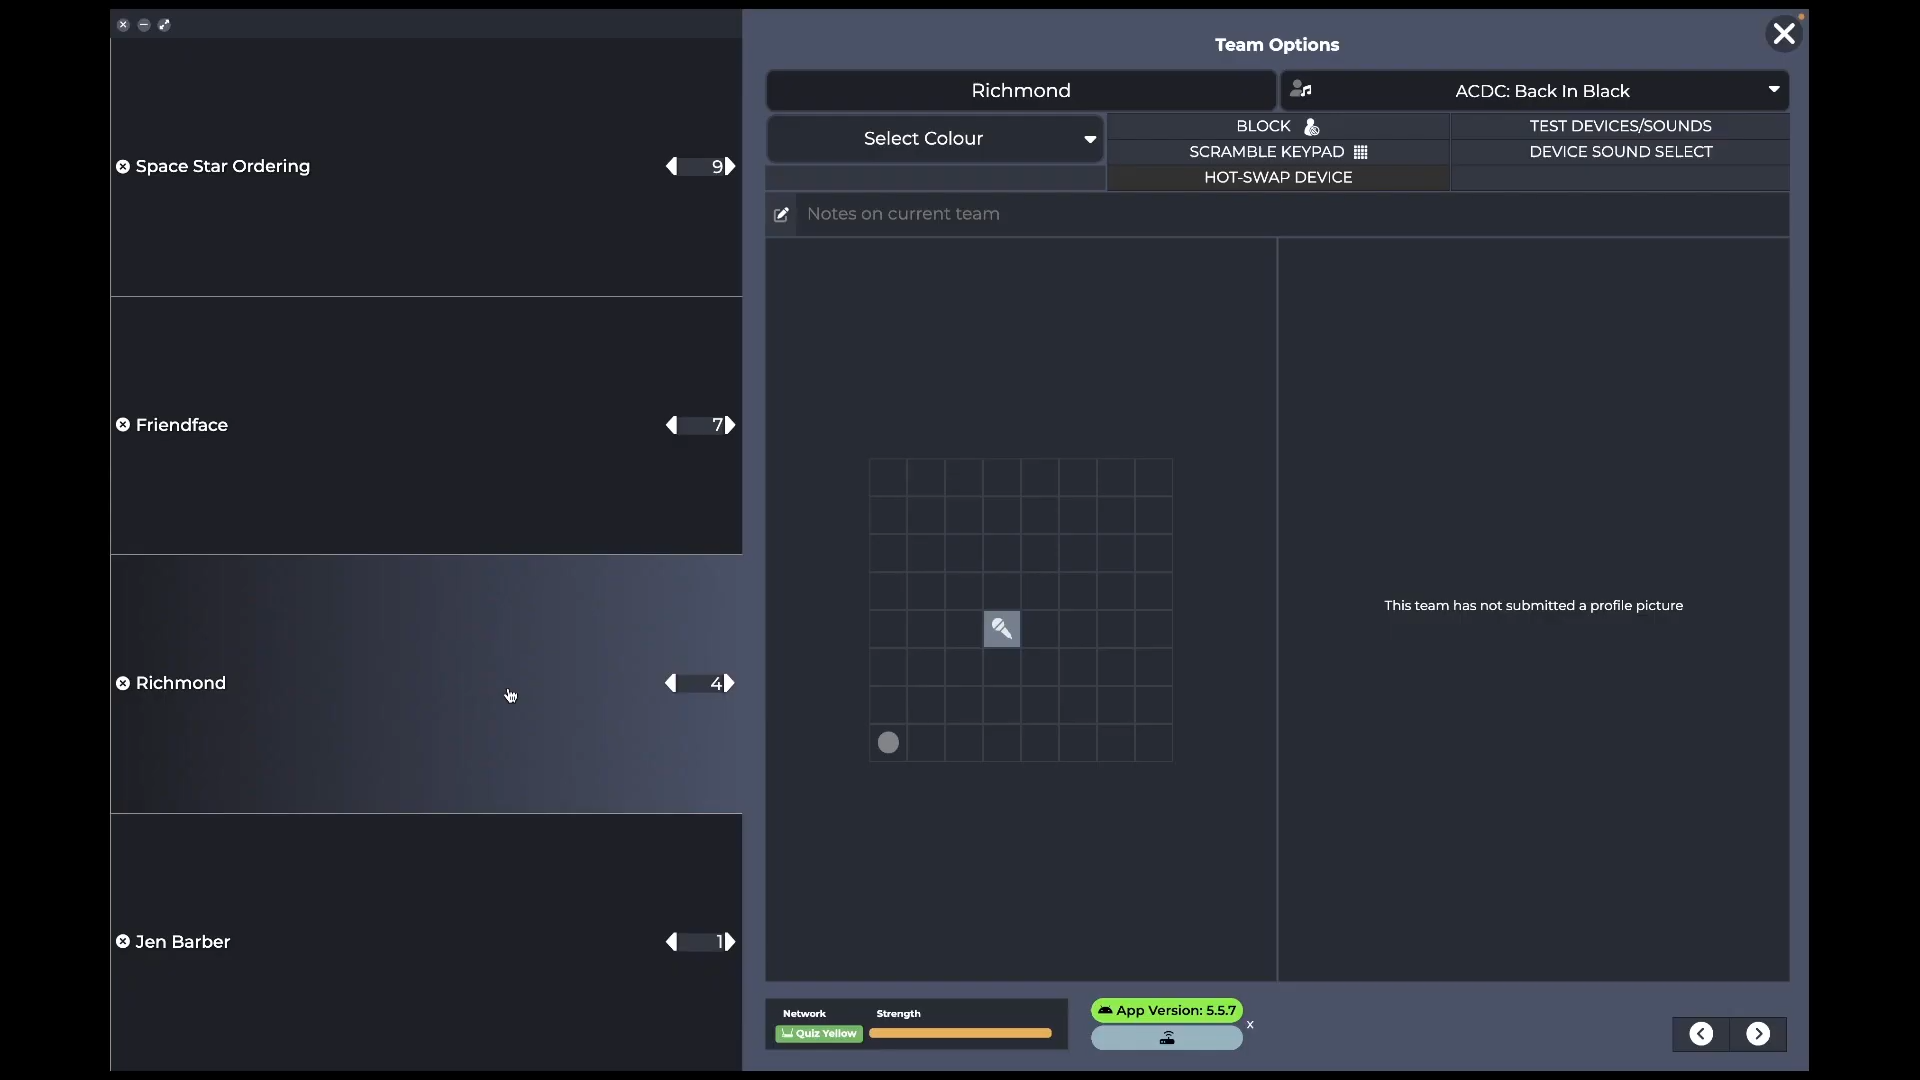 Team Options
Richmond
ACDC: Back In Black
Select Colour
BLOCK
TEST DEVICES/SOUNDS
SCRAMBLE KEYPAD
DEVICE SOUND SELECT
HOT-SWAP DEVICE
Notes on current team
Space Star Ordering
9
Friendface
7
Richmond
4
Jen Barber
1
This team has not submitted a profile picture
Network
Strength
Quiz Yellow
App Version: 5.5.7
x